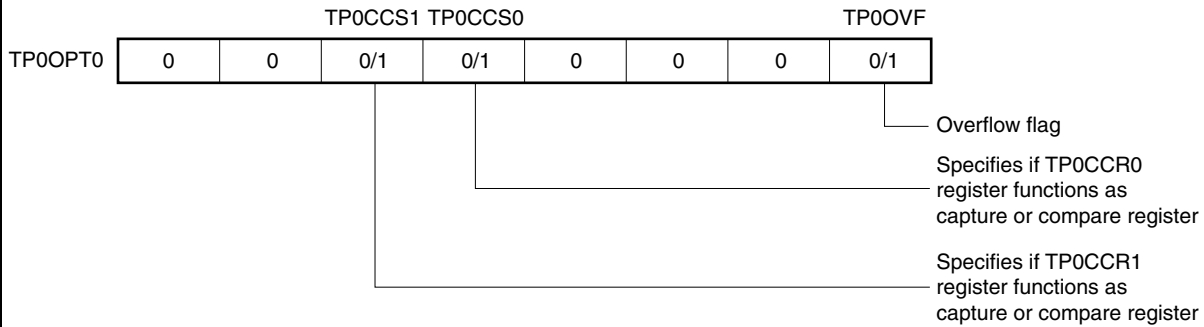 TP0CCS1 TP0CCS0 TP0OVF
TP0OPT0 0 0 0/1 0/1 0 0 0 0/1
Overflow flag
Specifies if TP0CCR0
register functions as
capture or compare register
Specifies if TP0CCR1
register functions as
capture or compare register